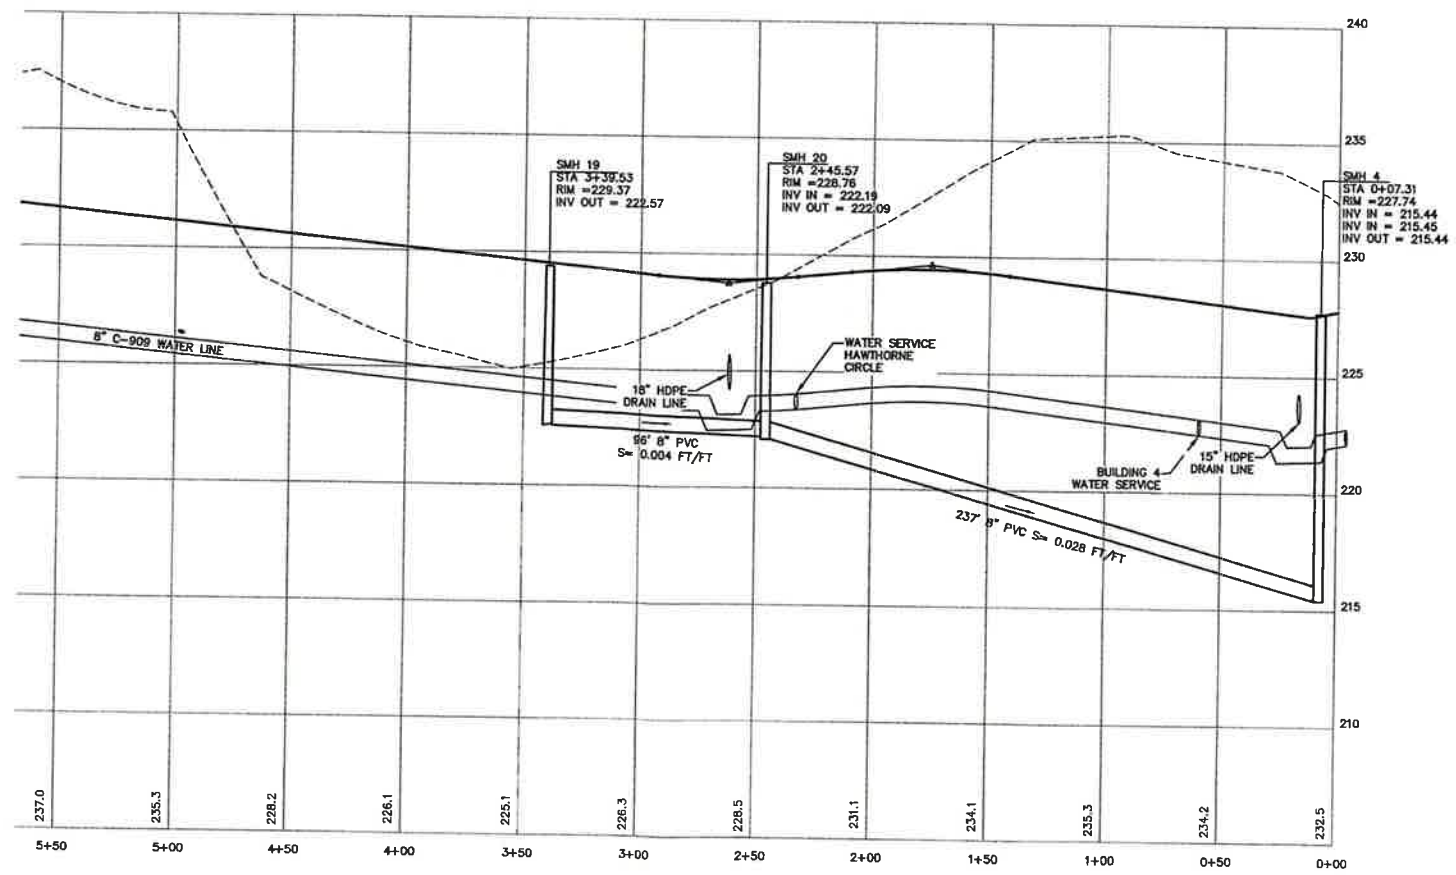 240
235
230
225
220
215
210
SMH 19
STA 3+39.53
RIM =229.37
INV OUT = 222.57
SMH 20
STA 2+45.57
RIM =228.76
INV IN = 222.19
INV OUT = 222.09
SMH 4
STA 0+07.31
RIM =227.74
INV IN = 215.44
INV IN = 215.45
INV OUT = 215.44
8" C-909 WATER LINE
18" HDPE
DRAIN LINE
WATER SERVICE
HAWTHORNE
CIRCLE
96' 8" PVC
S= 0.004 FT/FT
BUILDING 4
WATER SERVICE
15" HDPE
DRAIN LINE
237' 8" PVC S= 0.028 FT/FT
237.0
235.3
228.2
226.1
225.1
226.3
228.5
231.1
234.1
235.3
234.2
232.5
5+50
5+00
4+50
4+00
3+50
3+00
2+50
2+00
1+50
1+00
0+50
0+00